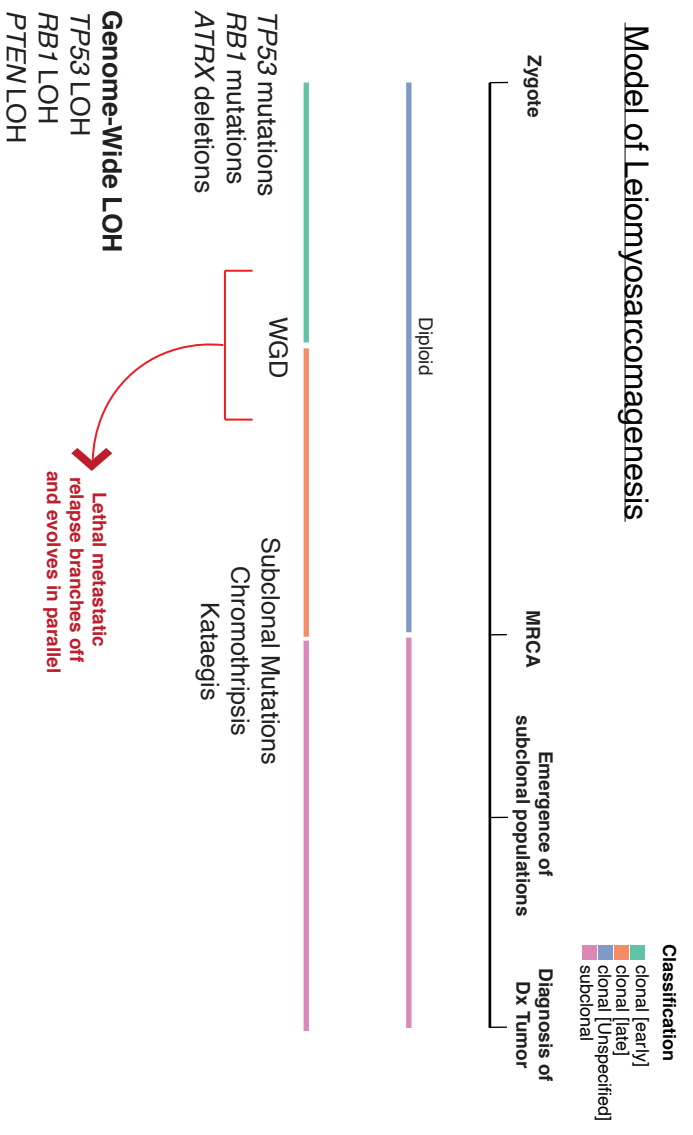 Model of Leiomyosarcomagenesis
Classification
clonal [early]
clonal [late]
clonal [Unspecified]
subclonal
Zygote
MRCA
Emergence of
subclonal populations
Diagnosis of
Dx Tumor
Diploid
TP53 mutations
RB1 mutations
ATRX deletions
WGD
Subclonal Mutations
Chromothripsis
Kataegis
Genome-Wide LOH
TP53 LOH
RB1 LOH
PTEN LOH
Lethal metastatic
relapse branches off
and evolves in parallel